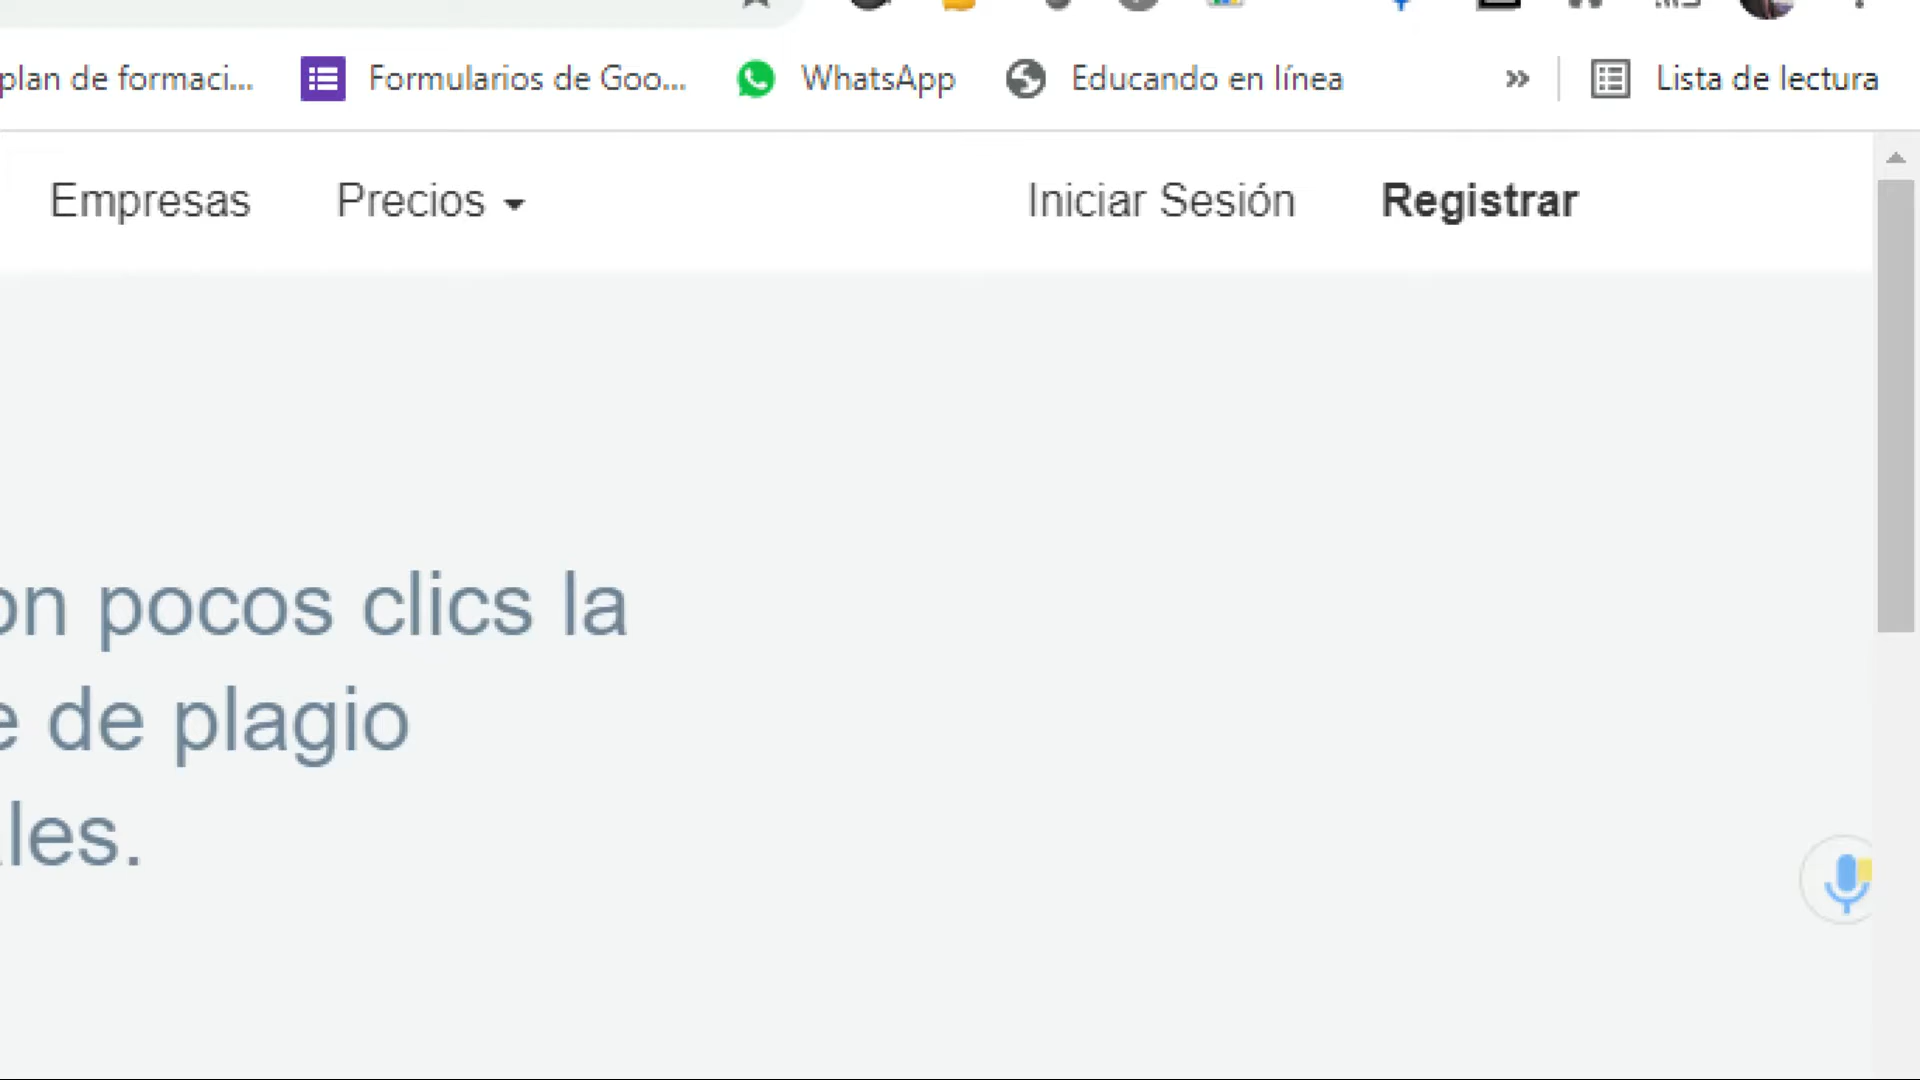 plan de formaci... Formularios de Goo... WhatsApp Educando en línea » Lista de lectura
Empresas Precios Iniciar Sesión Registrar
on pocos clics la
e de plagio
les.